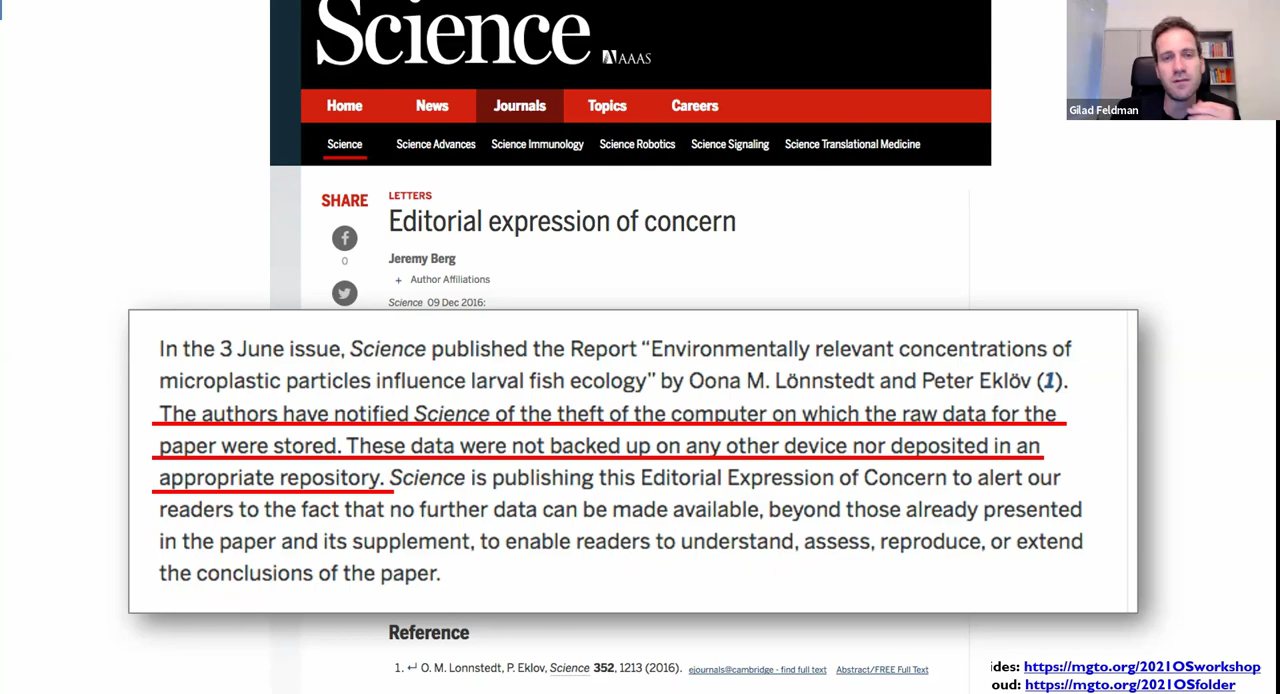 Science
AAAS
Gilad Feldman
Home News Journals Topics Careers
Science Science Advances Science Immunology Science Robotics Science Signaling Science Translational Medicine
SHARE
LETTERS
Editorial expression of concern
Jeremy Berg
+ Author Affiliations
0
Science 09 Dec 2016:
In the 3 June issue, Science published the Report “Environmentally relevant concentrations of
microplastic particles influence larval fish ecology” by Oona M. Lönnstedt and Peter Eklöv (1).
The authors have notified Science of the theft of the computer on which the raw data for the
paper were stored. These data were not backed up on any other device nor deposited in an
appropriate repository. Science is publishing this Editorial Expression of Concern to alert our
readers to the fact that no further data can be made available, beyond those already presented
in the paper and its supplement, to enable readers to understand, assess, reproduce, or extend
the conclusions of the paper.
Reference
1. ↵ O. M. Lonnstedt, P. Eklov, Science 352, 1213 (2016). ejournals@cambridge - find full text Abstract/FREE Full Text
ides: https://mgto.org/2021OSworkshop
oud: https://mgto.org/2021OSfolder